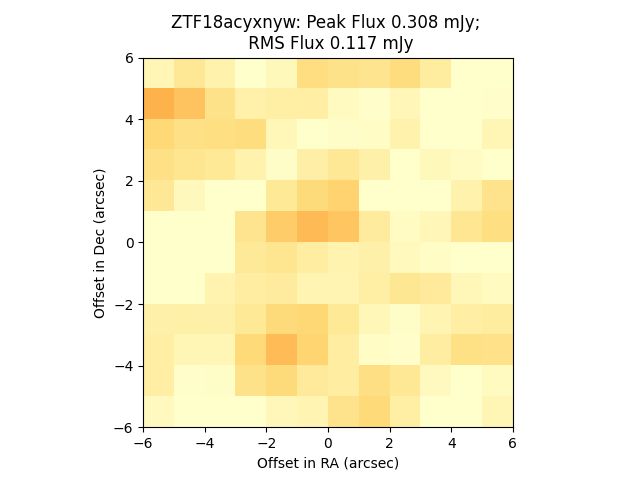 ZTF18acyxnyw: Peak Flux 0.308 mJy;
RMS Flux 0.117 mJy
6
4
2
0
−2
−4
−6
Offset in Dec (arcsec)
−6 −4 −2 0 2 4 6
Offset in RA (arcsec)